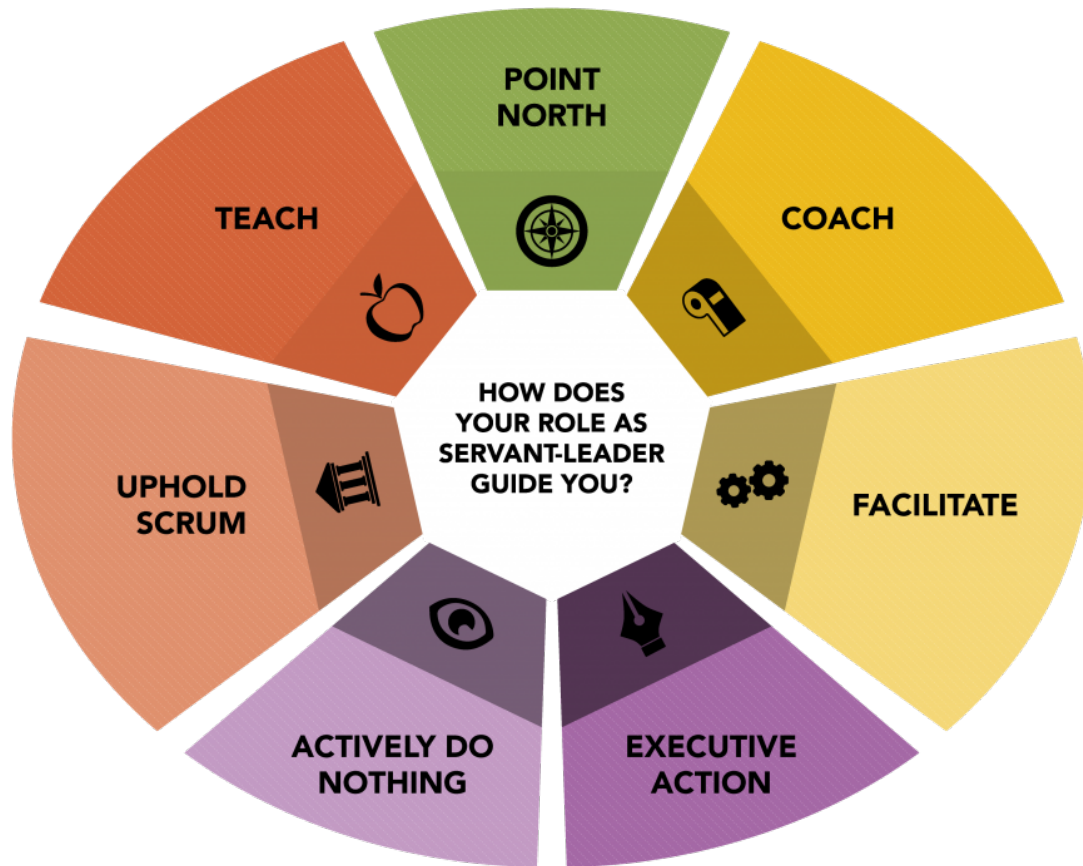 POINT
NORTH
COACH
FACILITATE
EXECUTIVE
ACTION
ACTIVELY DO
NOTHING
UPHOLD
SCRUM
TEACH
HOW DOES
YOUR ROLE AS
SERVANT-LEADER
GUIDE YOU?